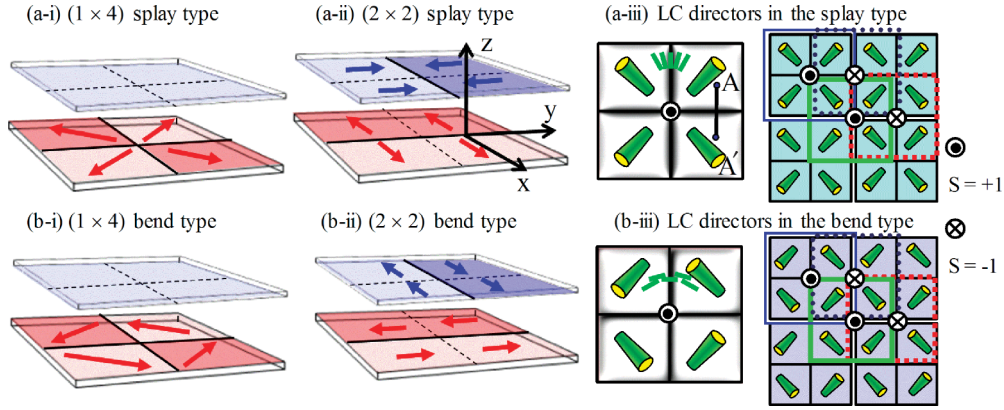 (a-i) (1 × 4) splay type
(a-ii) (2 × 2) splay type
(a-iii) LC directors in the splay type
z
y
x
A
A′
S = +1
(b-i) (1 × 4) bend type
(b-ii) (2 × 2) bend type
(b-iii) LC directors in the bend type
S = -1